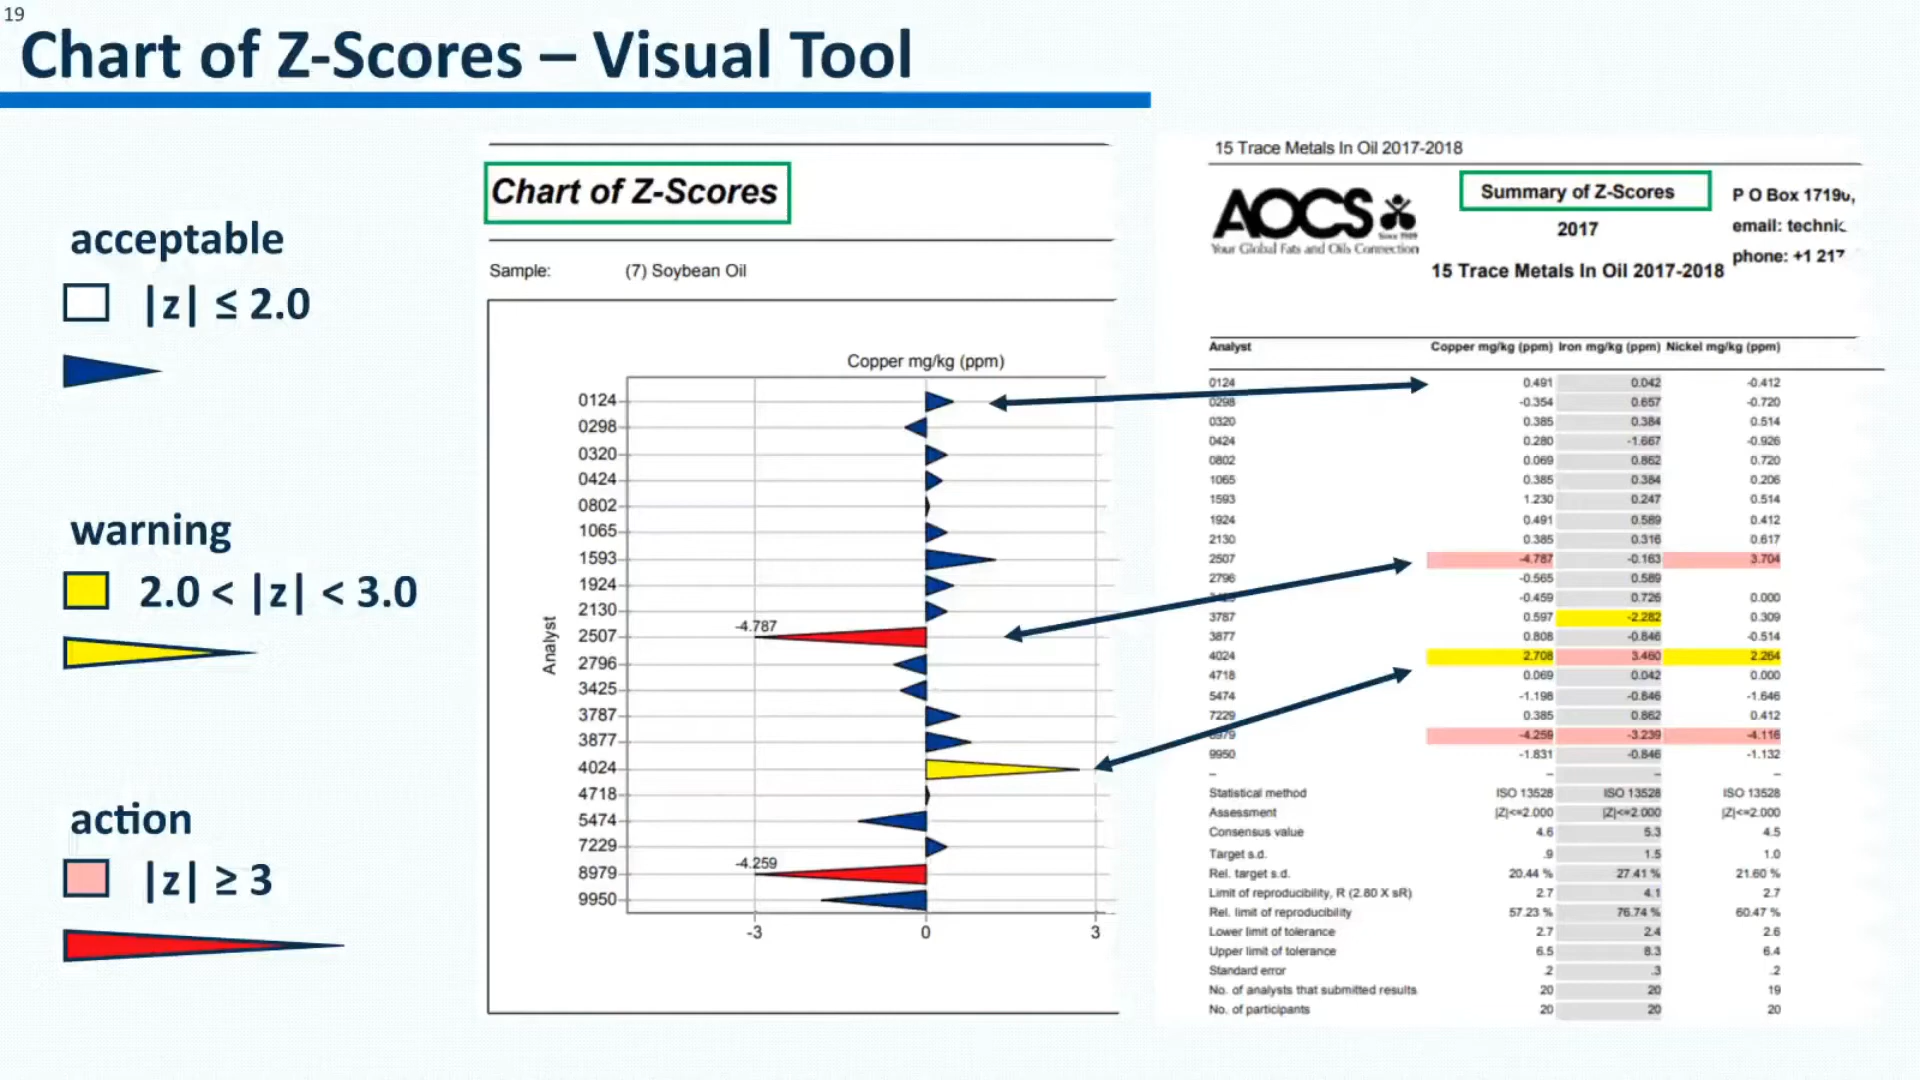 19
Chart of Z-Scores – Visual Tool
acceptable
|z| ≤ 2.0
warning
2.0 < |z| < 3.0
action
|z| ≥ 3
Chart of Z-Scores
Sample: (7) Soybean Oil
Copper mg/kg (ppm)
Analyst
0124
0298
0320
0424
0802
1065
1593
1924
2130
-4.787
2507
2796
3425
3787
3877
4024
4718
5474
7229
-4.259
8979
9950
-3 0 3
15 Trace Metals In Oil 2017-2018
AOCS
Since 1909
Your Global Fats and Oils Connection
Summary of Z-Scores
2017
15 Trace Metals In Oil 2017-2018
P O Box 1719
email: technic
phone: +1 217
Analyst Copper mg/kg (ppm) Iron mg/kg (ppm) Nickel mg/kg (ppm)
0124 0.491 0.042 -0.412
0298 -0.354 0.657 -0.720
0320 0.385 0.384 0.514
0424 0.280 -1.667 -0.926
0802 0.069 0.862 0.720
1065 0.385 0.384 0.206
1593 1.230 0.247 0.514
1924 0.491 0.589 0.412
2130 0.385 0.316 0.617
2507 -4.787 -0.163 3.704
2796 -0.565 0.589
-0.459 0.726 0.000
3787 0.597 -2.282 0.309
3877 0.808 -0.846 -0.514
4024 2.708 3.460 2.264
4718 0.069 0.042 0.000
5474 -1.198 -0.846 -1.646
7229 0.385 0.862 0.412
8979 -4.259 -3.239 -4.116
9950 -1.831 -0.846 -1.132
– – – –
Statistical method ISO 13528 ISO 13528 ISO 13528
Assessment |Z|<=2.000 |Z|<=2.000 |Z|<=2.000
Consensus value 4.6 5.3 4.5
Target s.d. .9 1.5 1.0
Rel. target s.d. 20.44 % 27.41 % 21.60 %
Limit of reproducibility, R (2.80 X sR) 2.7 4.1 2.7
Rel. limit of reproducibility 57.23 % 76.74 % 60.47 %
Lower limit of tolerance 2.7 2.4 2.6
Upper limit of tolerance 6.5 8.3 6.4
Standard error .2 .3 .2
No. of analysts that submitted results 20 20 19
No. of participants 20 20 20